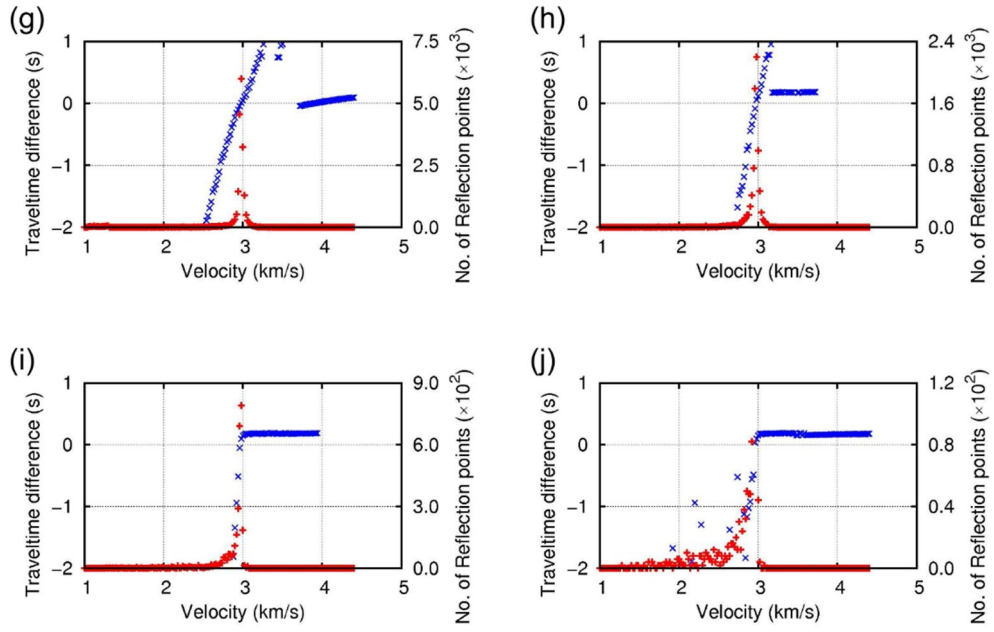 (g)
Traveltime difference (s)
1
0
−1
−2
1 2 3 4 5
Velocity (km/s)
7.5
5.0
2.5
0.0
No. of Reflection points (×10³)
(h)
Traveltime difference (s)
1
0
−1
−2
1 2 3 4 5
Velocity (km/s)
2.4
1.6
0.8
0.0
No. of Reflection points (×10³)
(i)
Traveltime difference (s)
1
0
−1
−2
1 2 3 4 5
Velocity (km/s)
9.0
6.0
3.0
0.0
No. of Reflection points (×10²)
(j)
Traveltime difference (s)
1
0
−1
−2
1 2 3 4 5
Velocity (km/s)
1.2
0.8
0.4
0.0
No. of Reflection points (×10²)